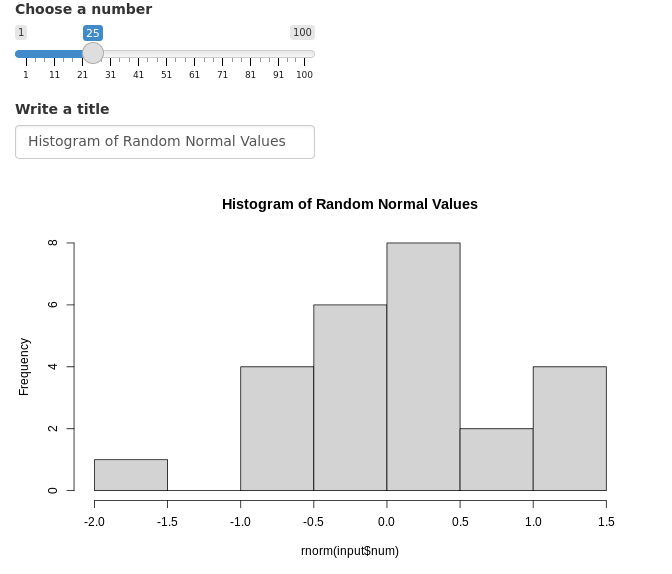 Choose a number
1 25 100
1 11 21 31 41 51 61 71 81 91 100
Write a title
Histogram of Random Normal Values
Histogram of Random Normal Values
8
6
4
2
0
Frequency
-2.0 -1.5 -1.0 -0.5 0.0 0.5 1.0 1.5
rnorm(input$num)